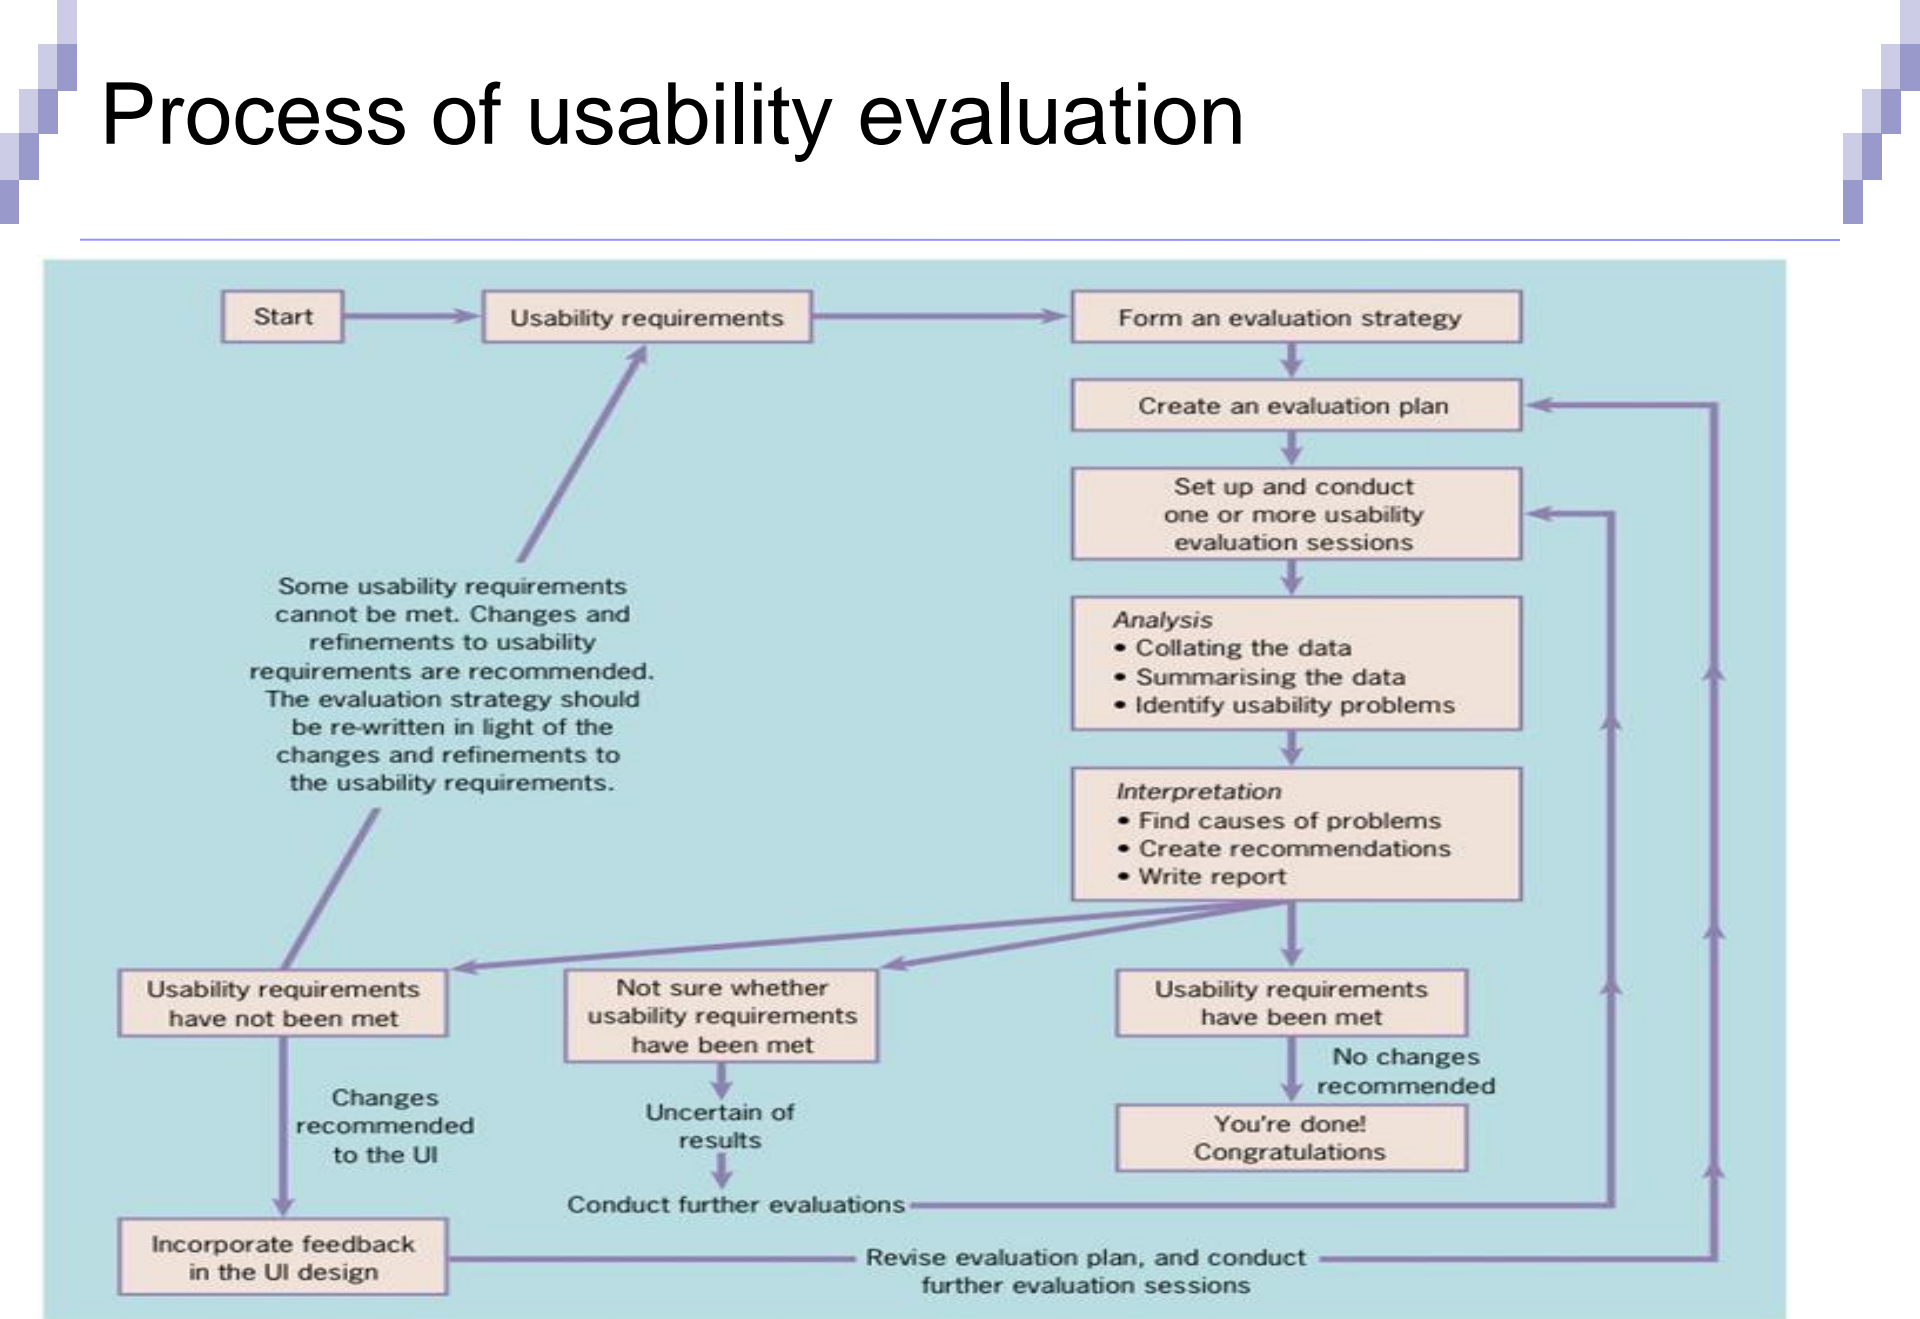 Process of usability evaluation
Start
Usability requirements
Form an evaluation strategy
Create an evaluation plan
Set up and conduct
one or more usability
evaluation sessions
Analysis
• Collating the data
• Summarising the data
• Identify usability problems
Interpretation
• Find causes of problems
• Create recommendations
• Write report
Some usability requirements
cannot be met. Changes and
refinements to usability
requirements are recommended.
The evaluation strategy should
be re-written in light of the
changes and refinements to
the usability requirements.
Usability requirements
have not been met
Not sure whether
usability requirements
have been met
Usability requirements
have been met
No changes
recommended
Changes
recommended
to the UI
Uncertain of
results
You're done!
Congratulations
Conduct further evaluations
Incorporate feedback
in the UI design
Revise evaluation plan, and conduct
further evaluation sessions